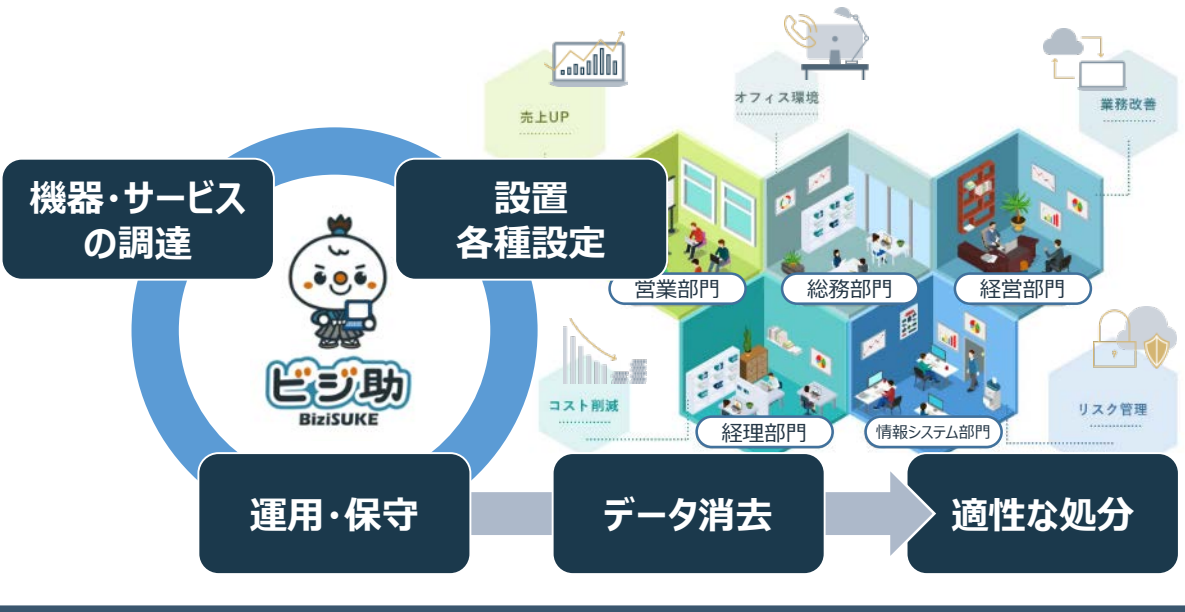 売上UP
オフィス環境
業務改善
機器・サービス
の調達
設置
各種設定
営業部門
総務部門
経営部門
ビジ助
BiziSUKE
コスト削減
リスク管理
経理部門
情報システム部門
運用・保守
データ消去
適性な処分